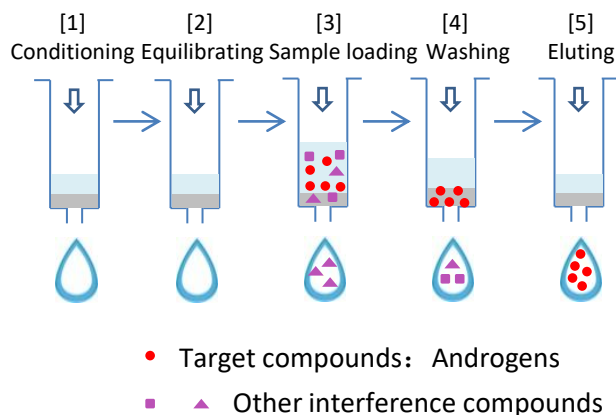 [1] [2] [3] [4] [5]
Conditioning Equilibrating Sample loading Washing Eluting
Target compounds： Androgens
Other interference compounds